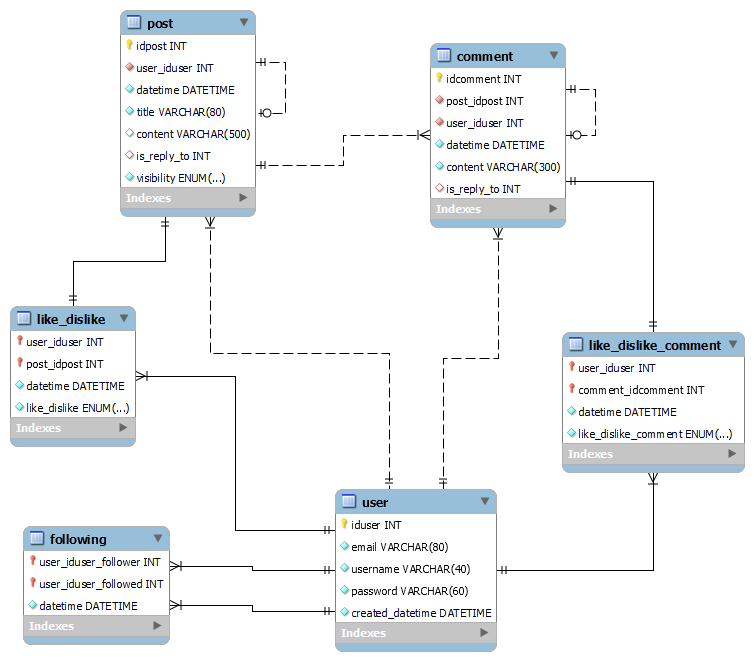 post
idpost INT
user_iduser INT
datetime DATETIME
title VARCHAR(80)
content VARCHAR(500)
is_reply_to INT
visibility ENUM(...)
Indexes
comment
idcomment INT
post_idpost INT
user_iduser INT
datetime DATETIME
content VARCHAR(300)
is_reply_to INT
Indexes
like_dislike
user_iduser INT
post_idpost INT
datetime DATETIME
like_dislike ENUM(...)
Indexes
like_dislike_comment
user_iduser INT
comment_idcomment INT
datetime DATETIME
like_dislike_comment ENUM(...)
Indexes
user
iduser INT
email VARCHAR(80)
username VARCHAR(40)
password VARCHAR(60)
created_datetime DATETIME
Indexes
following
user_iduser_follower INT
user_iduser_followed INT
datetime DATETIME
Indexes